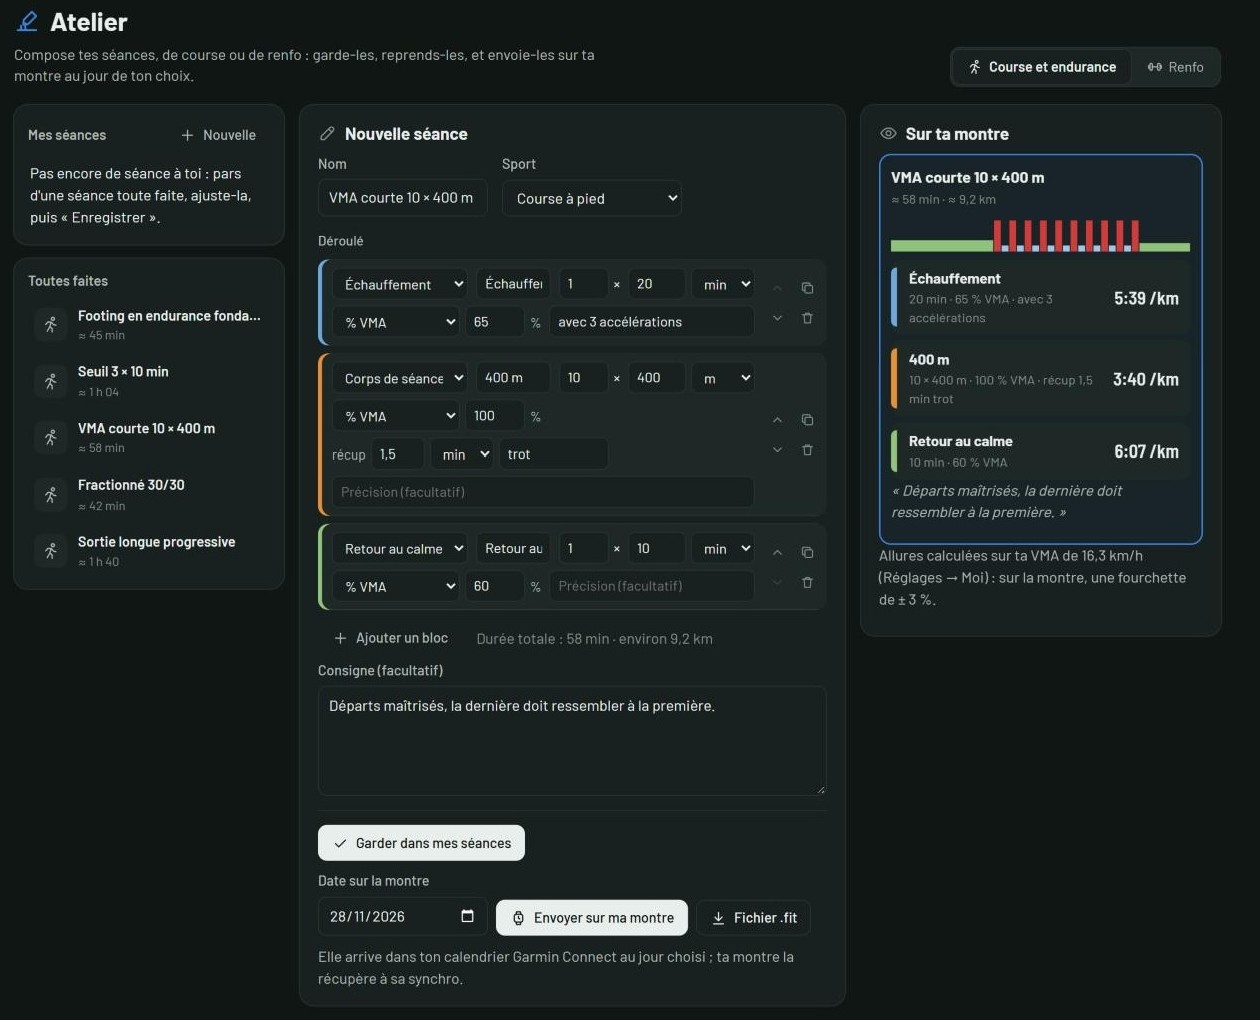 Atelier
Compose tes séances, de course ou de renfo : garde-les, reprends-les, et envoie-les sur ta
montre au jour de ton choix.
Course et endurance
Renfo
Mes séances
+ Nouvelle
Pas encore de séance à toi : pars
d'une séance toute faite, ajuste-la,
puis « Enregistrer ».
Toutes faites
Footing en endurance fonda...
≈ 45 min
Seuil 3 × 10 min
≈ 1 h 04
VMA courte 10 × 400 m
≈ 58 min
Fractionné 30/30
≈ 42 min
Sortie longue progressive
≈ 1 h 40
Nouvelle séance
Nom
Sport
VMA courte 10 × 400 m
Course à pied
Déroulé
Échauffement
Échauffei
1 × 20
min
% VMA
65 %
avec 3 accélérations
Corps de séance
400 m
10 × 400
m
% VMA
100 %
récup 1,5
min
trot
Précision (facultatif)
Retour au calme
Retour au
1 × 10
min
% VMA
60 %
Précision (facultatif)
+ Ajouter un bloc
Durée totale : 58 min · environ 9,2 km
Consigne (facultatif)
Départs maîtrisés, la dernière doit ressembler à la première.
Garder dans mes séances
Date sur la montre
28/11/2026
Envoyer sur ma montre
Fichier .fit
Elle arrive dans ton calendrier Garmin Connect au jour choisi ; ta montre la
récupère à sa synchro.
Sur ta montre
VMA courte 10 × 400 m
≈ 58 min · ≈ 9,2 km
Échauffement
20 min · 65 % VMA · avec 3
accélérations
5:39 /km
400 m
10 × 400 m · 100 % VMA · récup 1,5
min trot
3:40 /km
Retour au calme
10 min · 60 % VMA
6:07 /km
« Départs maîtrisés, la dernière doit
ressembler à la première. »
Allures calculées sur ta VMA de 16,3 km/h
(Réglages → Moi) : sur la montre, une fourchette
de ± 3 %.